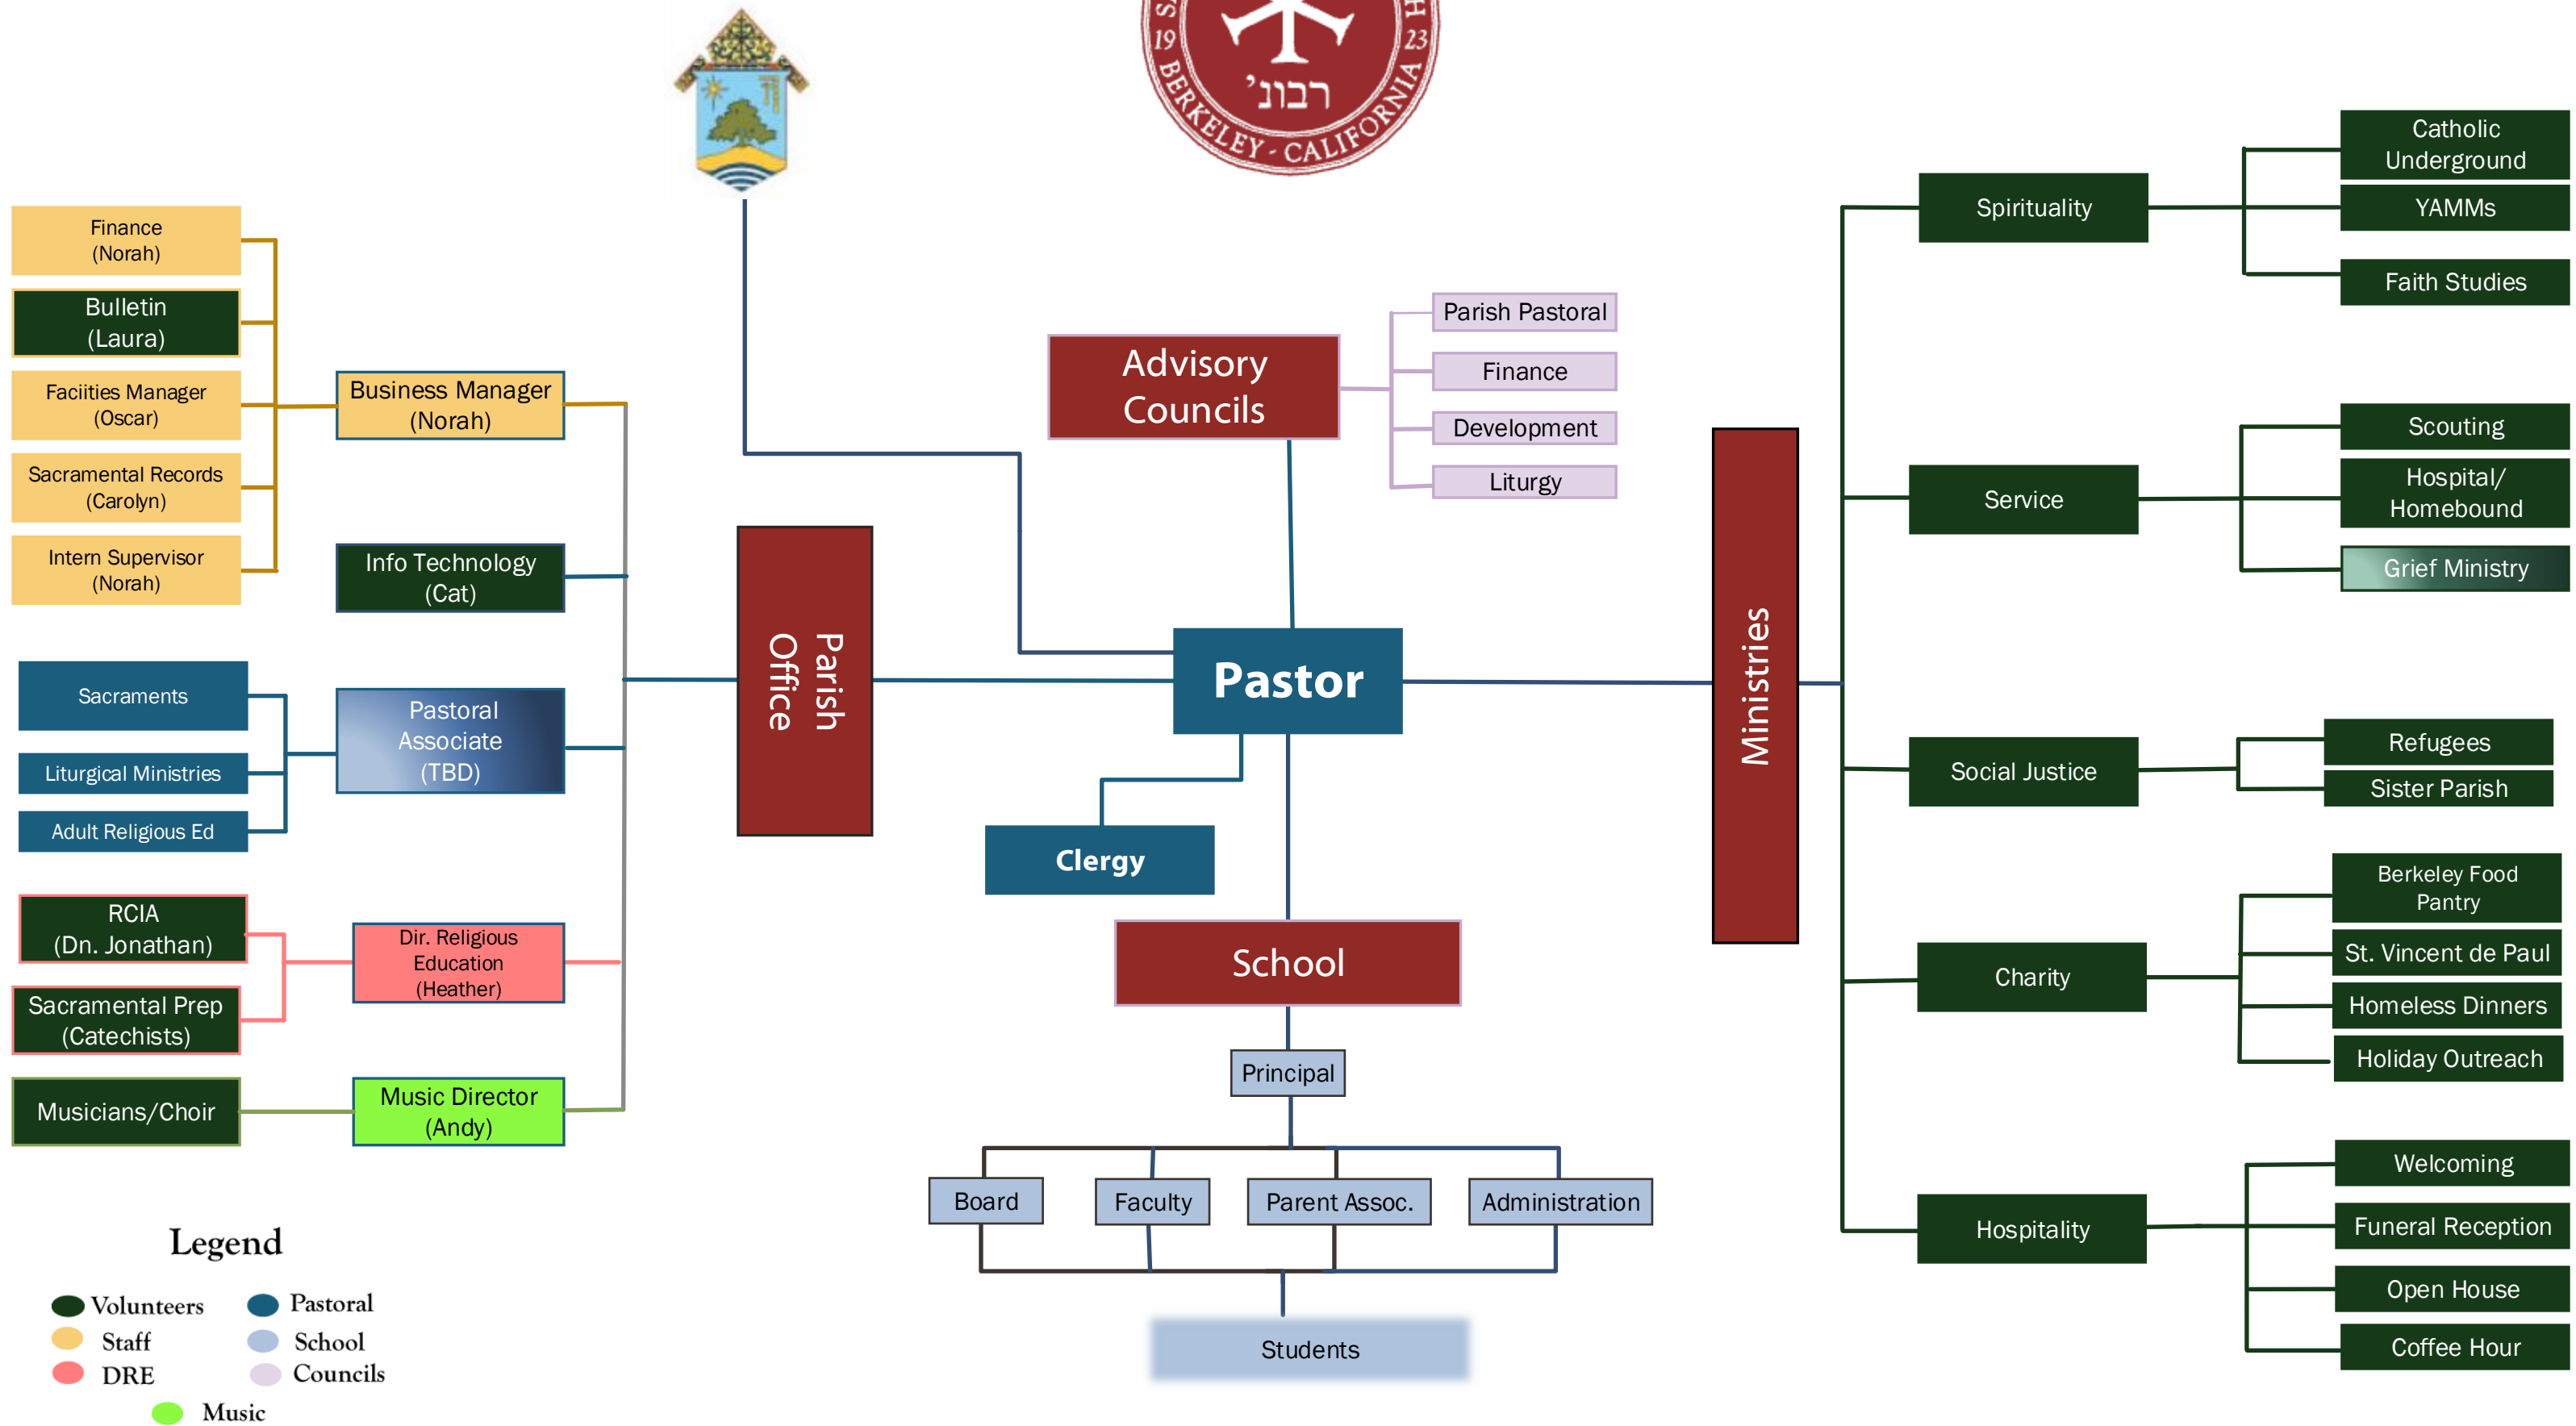 19
23
BERKELEY - CALIFORNIA
רבוני
Finance
(Norah)
Bulletin
(Laura)
Faciities Manager
(Oscar)
Sacramental Records
(Carolyn)
Intern Supervisor
(Norah)
Business Manager
(Norah)
Info Technology
(Cat)
Sacraments
Liturgical Ministries
Adult Religious Ed
Pastoral
Associate
(TBD)
RCIA
(Dn. Jonathan)
Sacramental Prep
(Catechists)
Dir. Religious
Education
(Heather)
Musicians/Choir
Music Director
(Andy)
Parish
Office
Advisory
Councils
Parish Pastoral
Finance
Development
Liturgy
Pastor
Clergy
School
Principal
Board
Faculty
Parent Assoc.
Administration
Students
Ministries
Spirituality
Catholic
Underground
YAMMs
Faith Studies
Service
Scouting
Hospital/
Homebound
Grief Ministry
Social Justice
Refugees
Sister Parish
Charity
Berkeley Food
Pantry
St. Vincent de Paul
Homeless Dinners
Holiday Outreach
Hospitality
Welcoming
Funeral Reception
Open House
Coffee Hour
Legend
Volunteers
Pastoral
Staff
School
DRE
Councils
Music